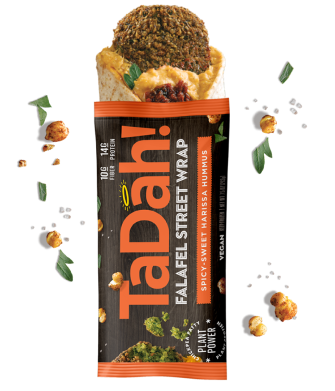 10G FIBER
14G PROTEIN
TaDah!
FALAFEL STREET WRAP
SPICY-SWEET HARISSA HUMMUS
VEGAN
PLANT
POWER